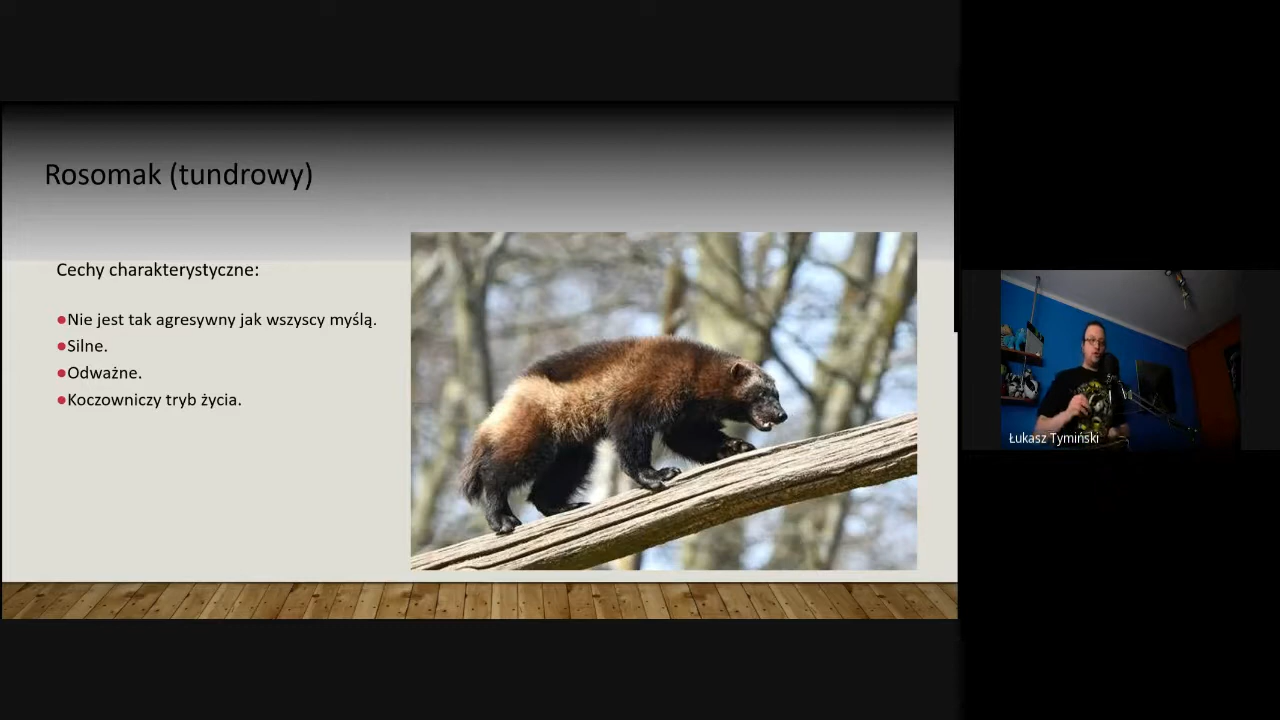 Rosomak (tundrowy)
Cechy charakterystyczne:
●Nie jest tak agresywny jak wszyscy myślą.
●Silne.
●Odważne.
●Koczowniczy tryb życia.
Łukasz Tymiński